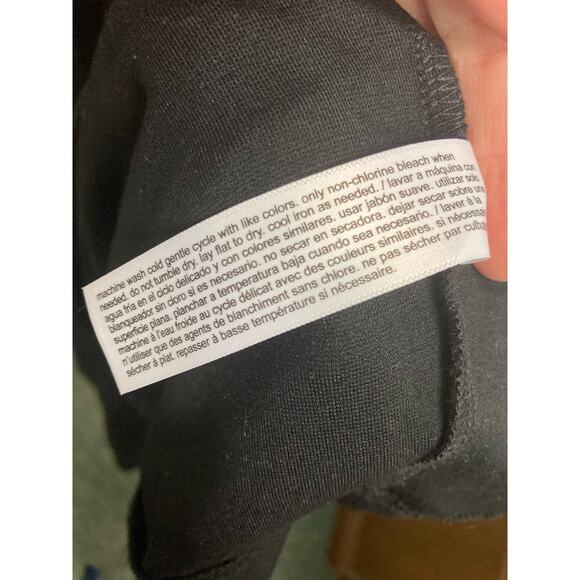 machine wash cold gentle cycle with like colors. only non-chlorine bleach when
needed. do not tumble dry. lay flat to dry. cool iron as needed. / lavar a máquina con
agua fría en el ciclo delicado y con colores similares. usar jabón suave. utilizar solo
blanqueador sin cloro si es necesario. no secar en secadora. dejar secar sobre una
superficie plana. planchar a temperatura baja cuando sea necesario. / laver à la
machine à l'eau froide au cycle délicat avec des couleurs similaires. si nécessaire
n'utiliser que des agents de blanchiment sans chlore. ne pas sécher par culbu
sécher à plat. repasser à basse température si nécessaire.